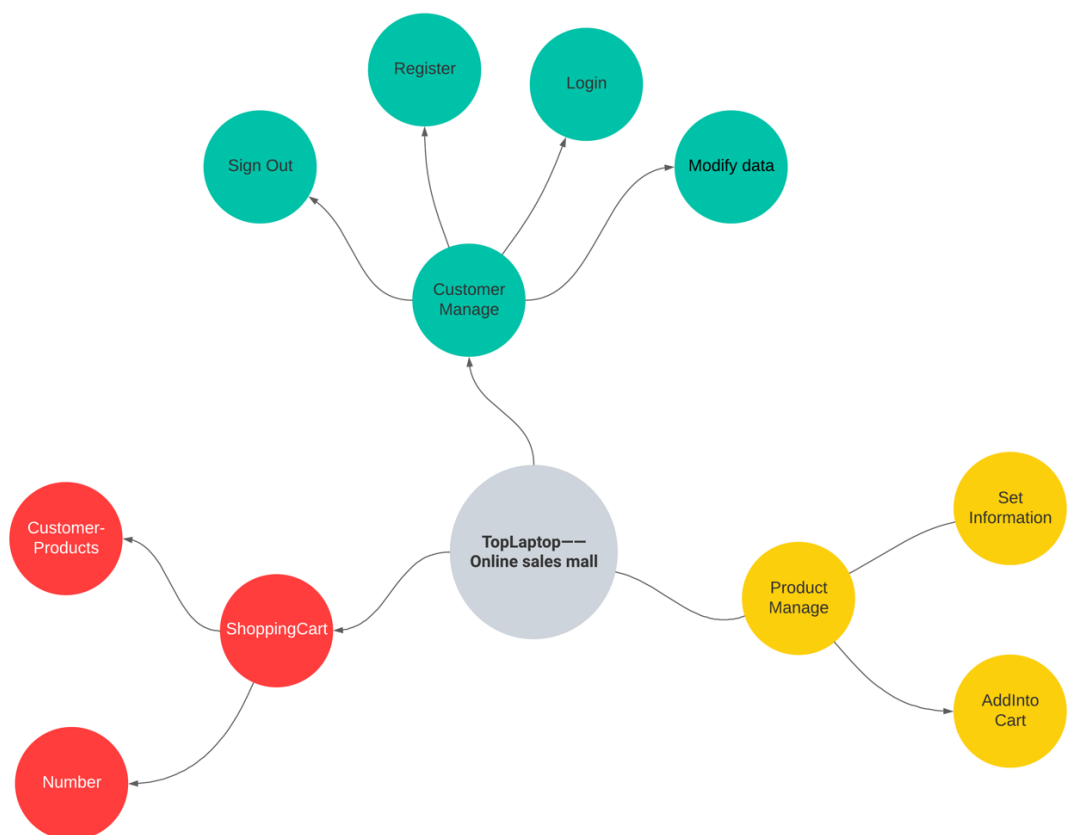 Register
Login
Sign Out
Modify data
Customer
Manage
TopLaptop——
Online sales mall
Customer-
Products
ShoppingCart
Number
Product
Manage
Set
Information
AddInto
Cart